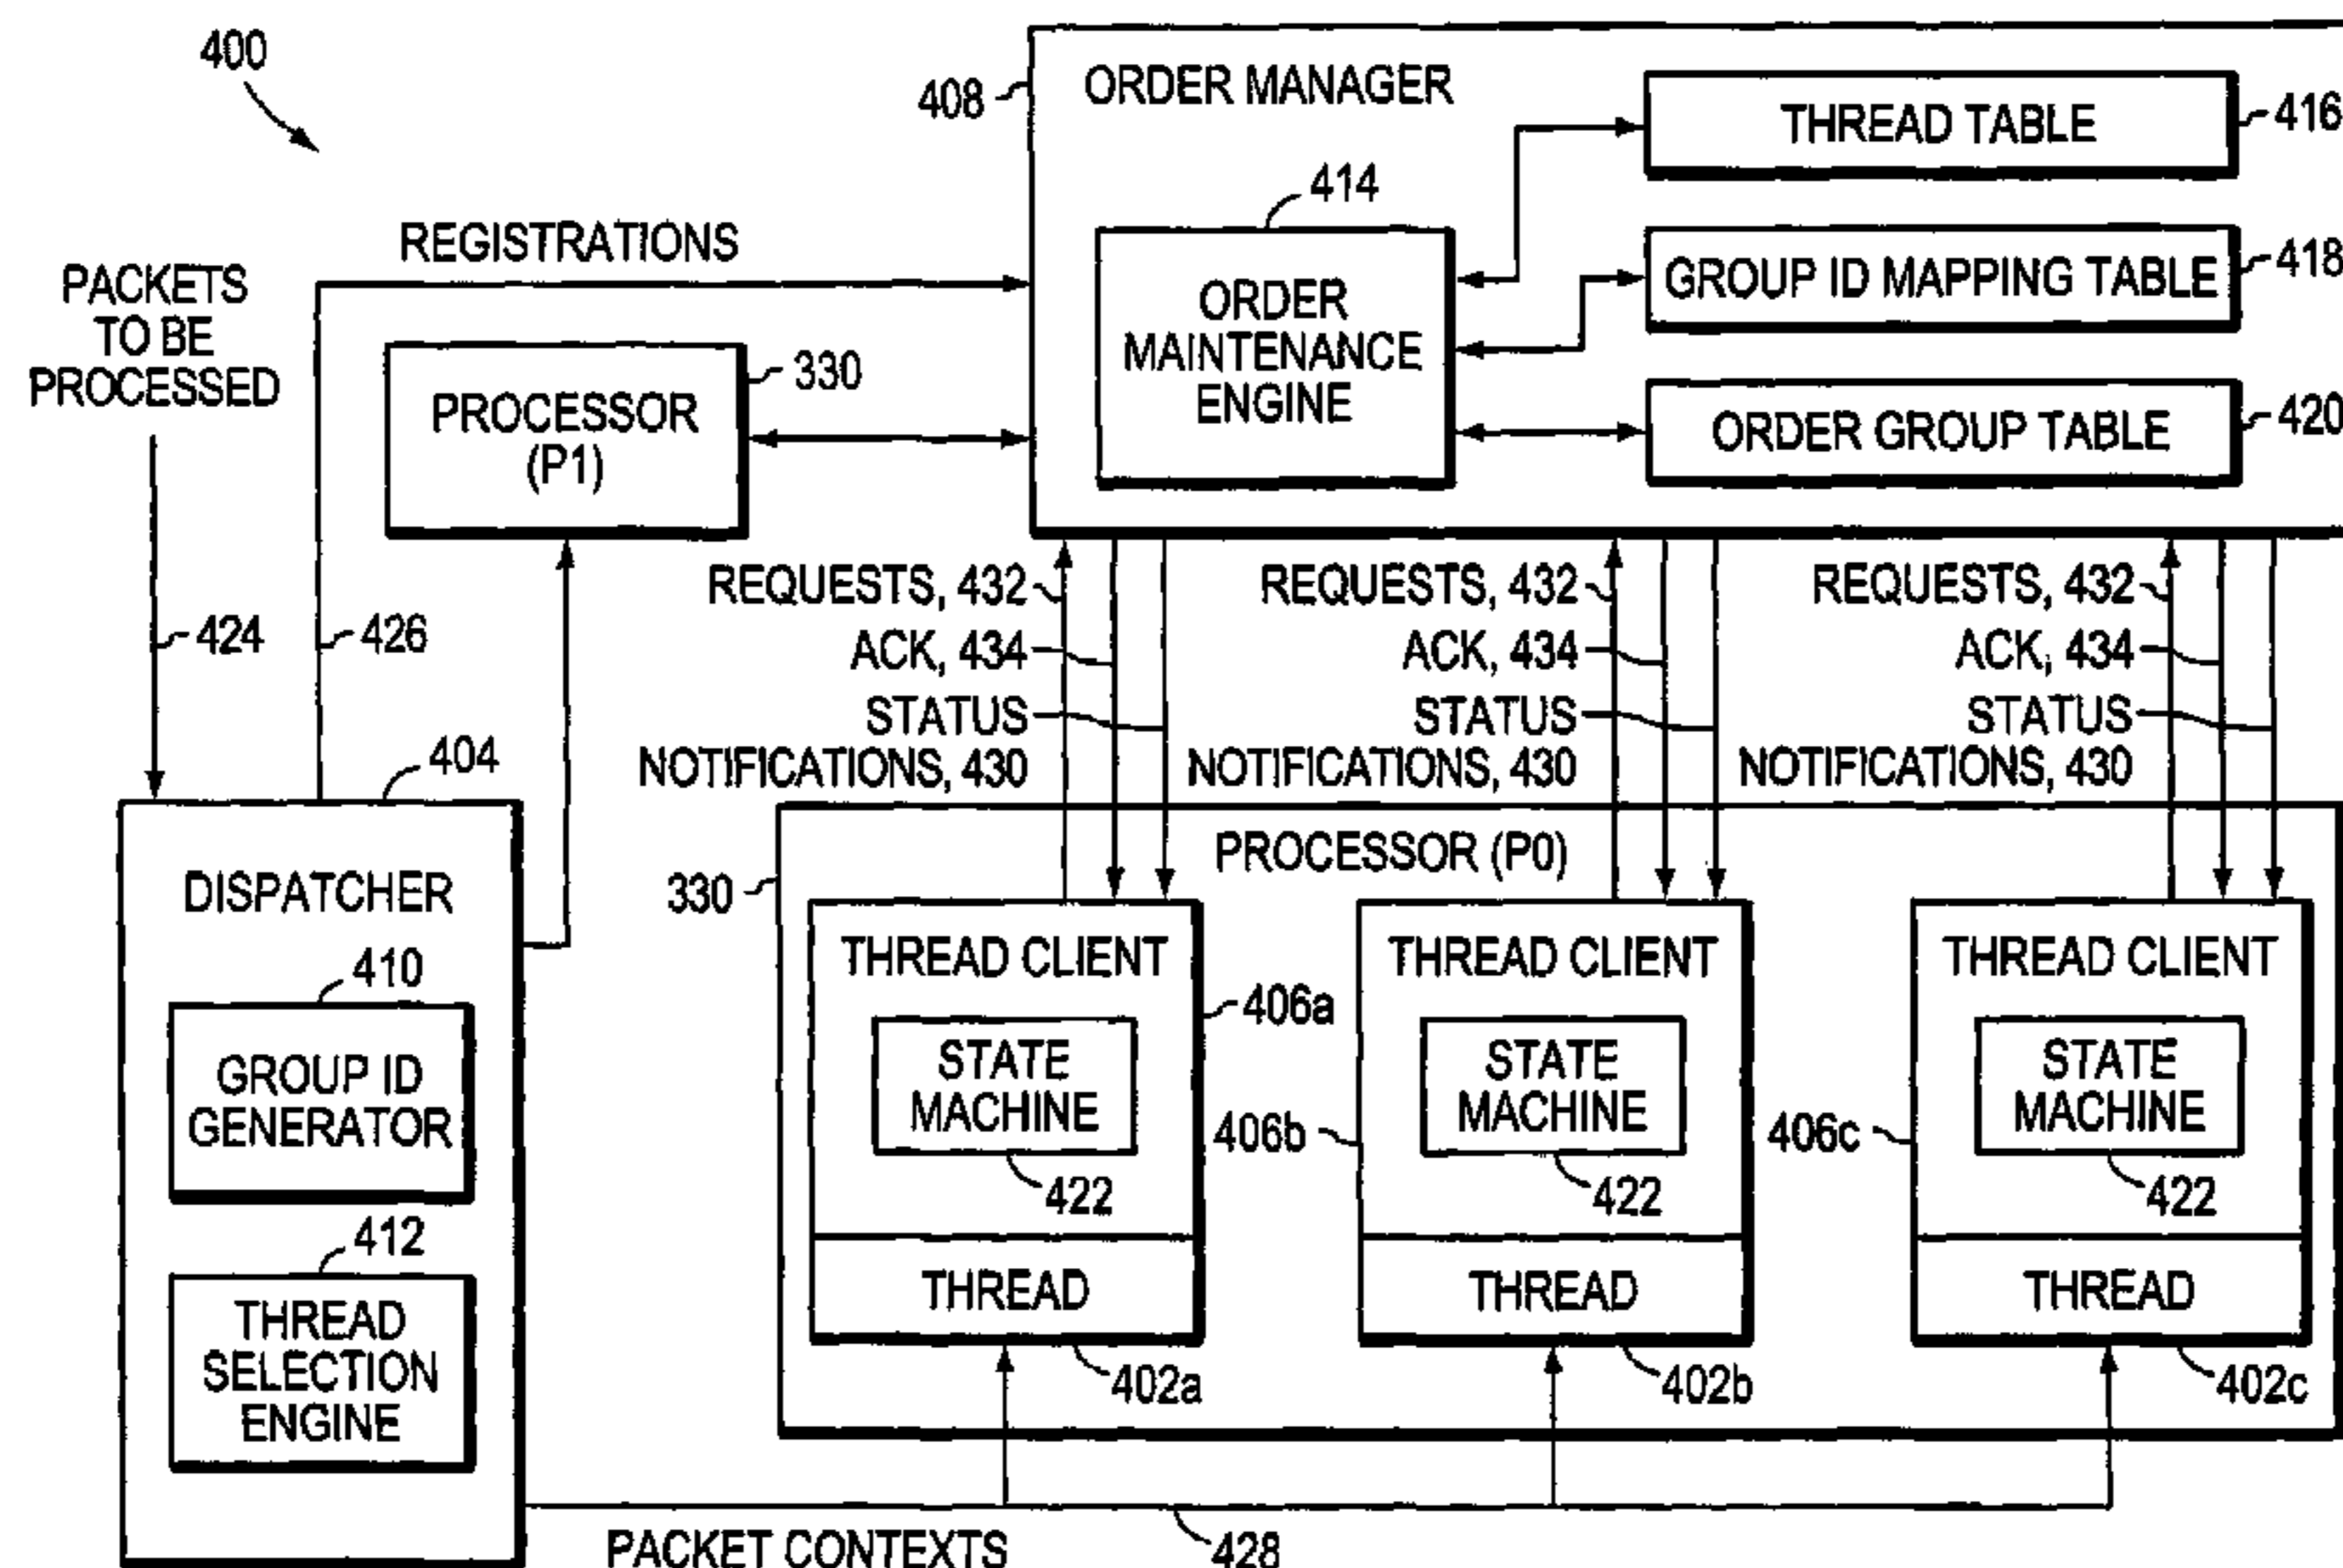 400
408
ORDER MANAGER
THREAD TABLE
416
414
REGISTRATIONS
ORDER
MAINTENANCE
ENGINE
GROUP ID MAPPING TABLE
418
PACKETS
TO BE
PROCESSED
PROCESSOR
(P1)
330
ORDER GROUP TABLE
420
424
426
REQUESTS, 432
ACK, 434
STATUS
NOTIFICATIONS, 430
REQUESTS, 432
ACK, 434
STATUS
NOTIFICATIONS, 430
REQUESTS, 432
ACK, 434
STATUS
NOTIFICATIONS, 430
404
DISPATCHER
410
GROUP ID
GENERATOR
412
THREAD
SELECTION
ENGINE
PROCESSOR (P0)
330
THREAD CLIENT
406a
STATE
MACHINE
422
THREAD
402a
THREAD CLIENT
406b
STATE
MACHINE
422
THREAD
402b
THREAD CLIENT
406c
STATE
MACHINE
422
THREAD
402c
PACKET CONTEXTS
428